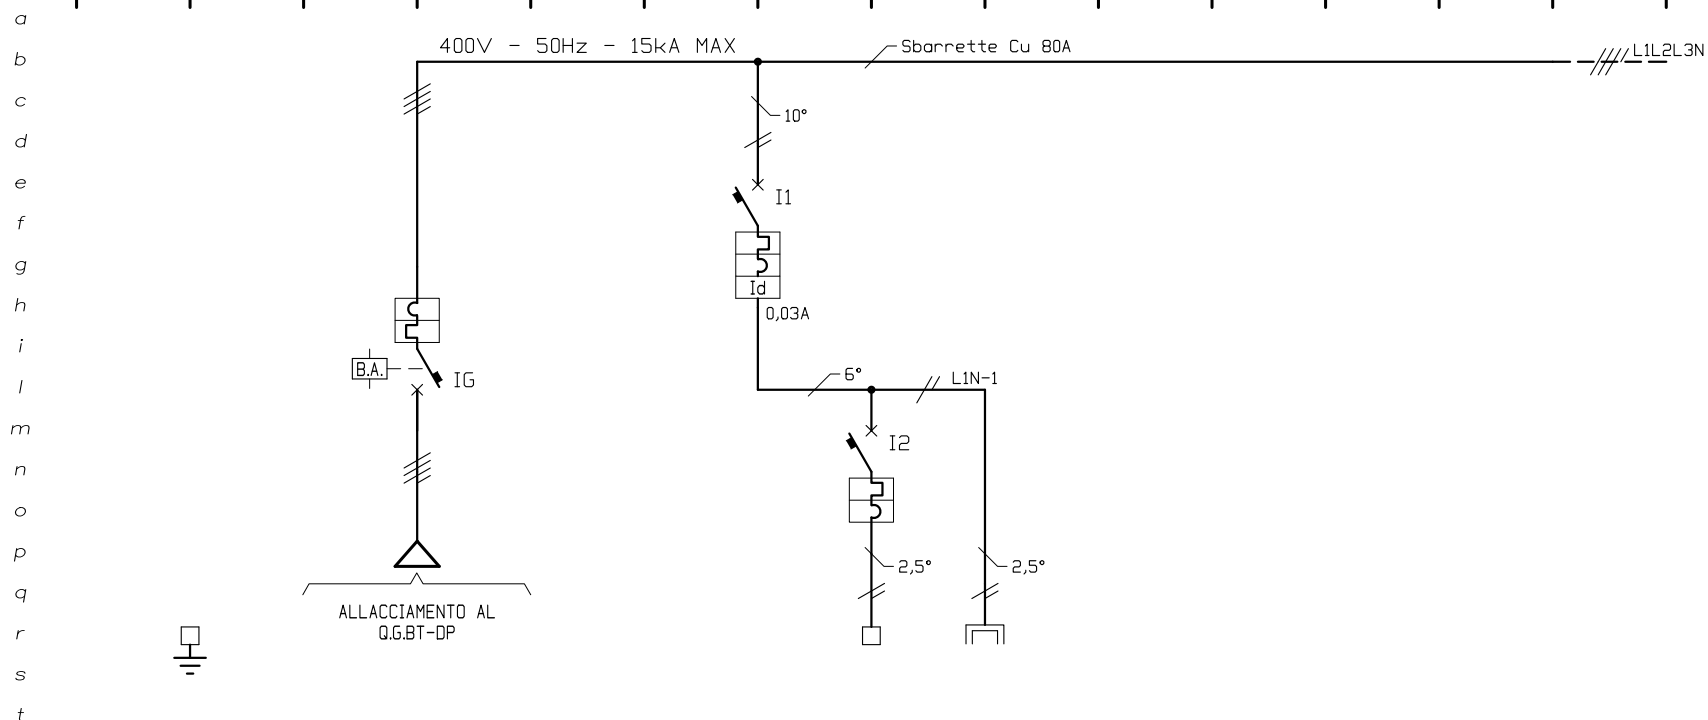 a
b
c
d
e
f
g
h
i
l
m
n
o
p
q
r
s
t
400V - 50Hz - 15kA MAX
Sbarrette Cu 80A
L1L2L3N
10°
I1
Id
0,03A
B.A.
IG
6°
L1N-1
I2
2,5°
2,5°
ALLACCIAMENTO AL
Q.G.BT-DP